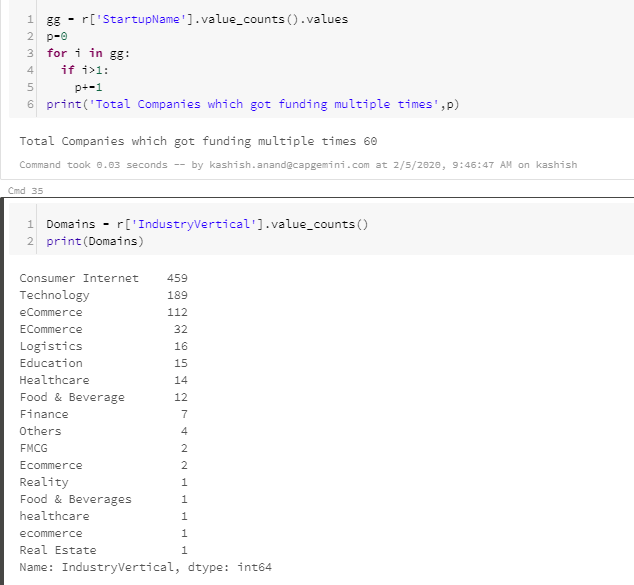 1 gg = r['StartupName'].value_counts().values
2 p=0
3 for i in gg:
4 if i>1:
5 p+=1
6 print('Total Companies which got funding multiple times',p)
Total Companies which got funding multiple times 60
Command took 0.03 seconds -- by kashish.anand@capgemini.com at 2/5/2020, 9:46:47 AM on kashish
Cmd 35
1 Domains = r['IndustryVertical'].value_counts()
2 print(Domains)
Consumer Internet 459
Technology 189
eCommerce 112
ECommerce 32
Logistics 16
Education 15
Healthcare 14
Food & Beverage 12
Finance 7
Others 4
FMCG 2
Ecommerce 2
Reality 1
Food & Beverages 1
healthcare 1
ecommerce 1
Real Estate 1
Name: IndustryVertical, dtype: int64